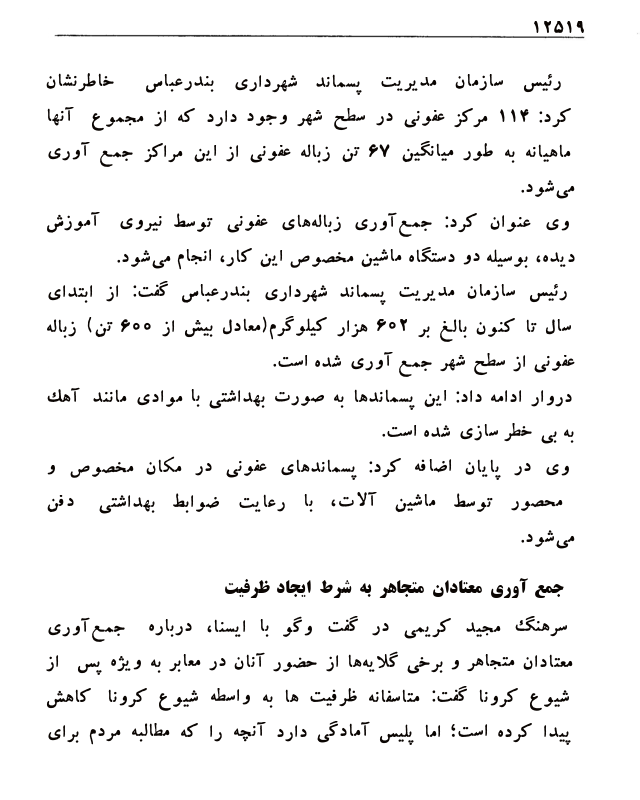 ۱۲۵۱۹
رئیس سازمان مدیریت پسماند شهرداری بندرعباس خاطرنشان
کرد: ۱۱۴ مرکز عفونی در سطح شهر وجود دارد که از مجموع آنها
ماهیانه به طور میانگین ۶۷ تن زباله عفونی از این مراکز جمع آوری
می‌شود.
وی عنوان کرد: جمع‌آوری زباله‌های عفونی توسط نیروی آموزش
دیده، بوسیله دو دستگاه ماشین مخصوص این کار، انجام می‌شود.
رئیس سازمان مدیریت پسماند شهرداری بندرعباس گفت: از ابتدای
سال تا کنون بالغ بر ۶۰۲ هزار کیلوگرم(معادل بیش از ۶۰۰ تن) زباله
عفونی از سطح شهر جمع آوری شده است.
دروار ادامه داد: این پسماندها به صورت بهداشتی با موادی مانند آهک
به بی خطر سازی شده است.
وی در پایان اضافه کرد: پسماندهای عفونی در مکان مخصوص و
محصور توسط ماشین آلات، با رعایت ضوابط بهداشتی دفن
می‌شود.
جمع آوری معتادان متجاهر به شرط ایجاد ظرفیت
سرهنگ مجید کریمی در گفت وگو با ایسنا، درباره جمع‌آوری
معتادان متجاهر و برخی گلایه‌ها از حضور آنان در معابر به ویژه پس از
شیوع کرونا گفت: متاسفانه ظرفیت ها به واسطه شیوع کرونا کاهش
پیدا کرده است؛ اما پلیس آمادگی دارد آنچه را که مطالبه مردم برای